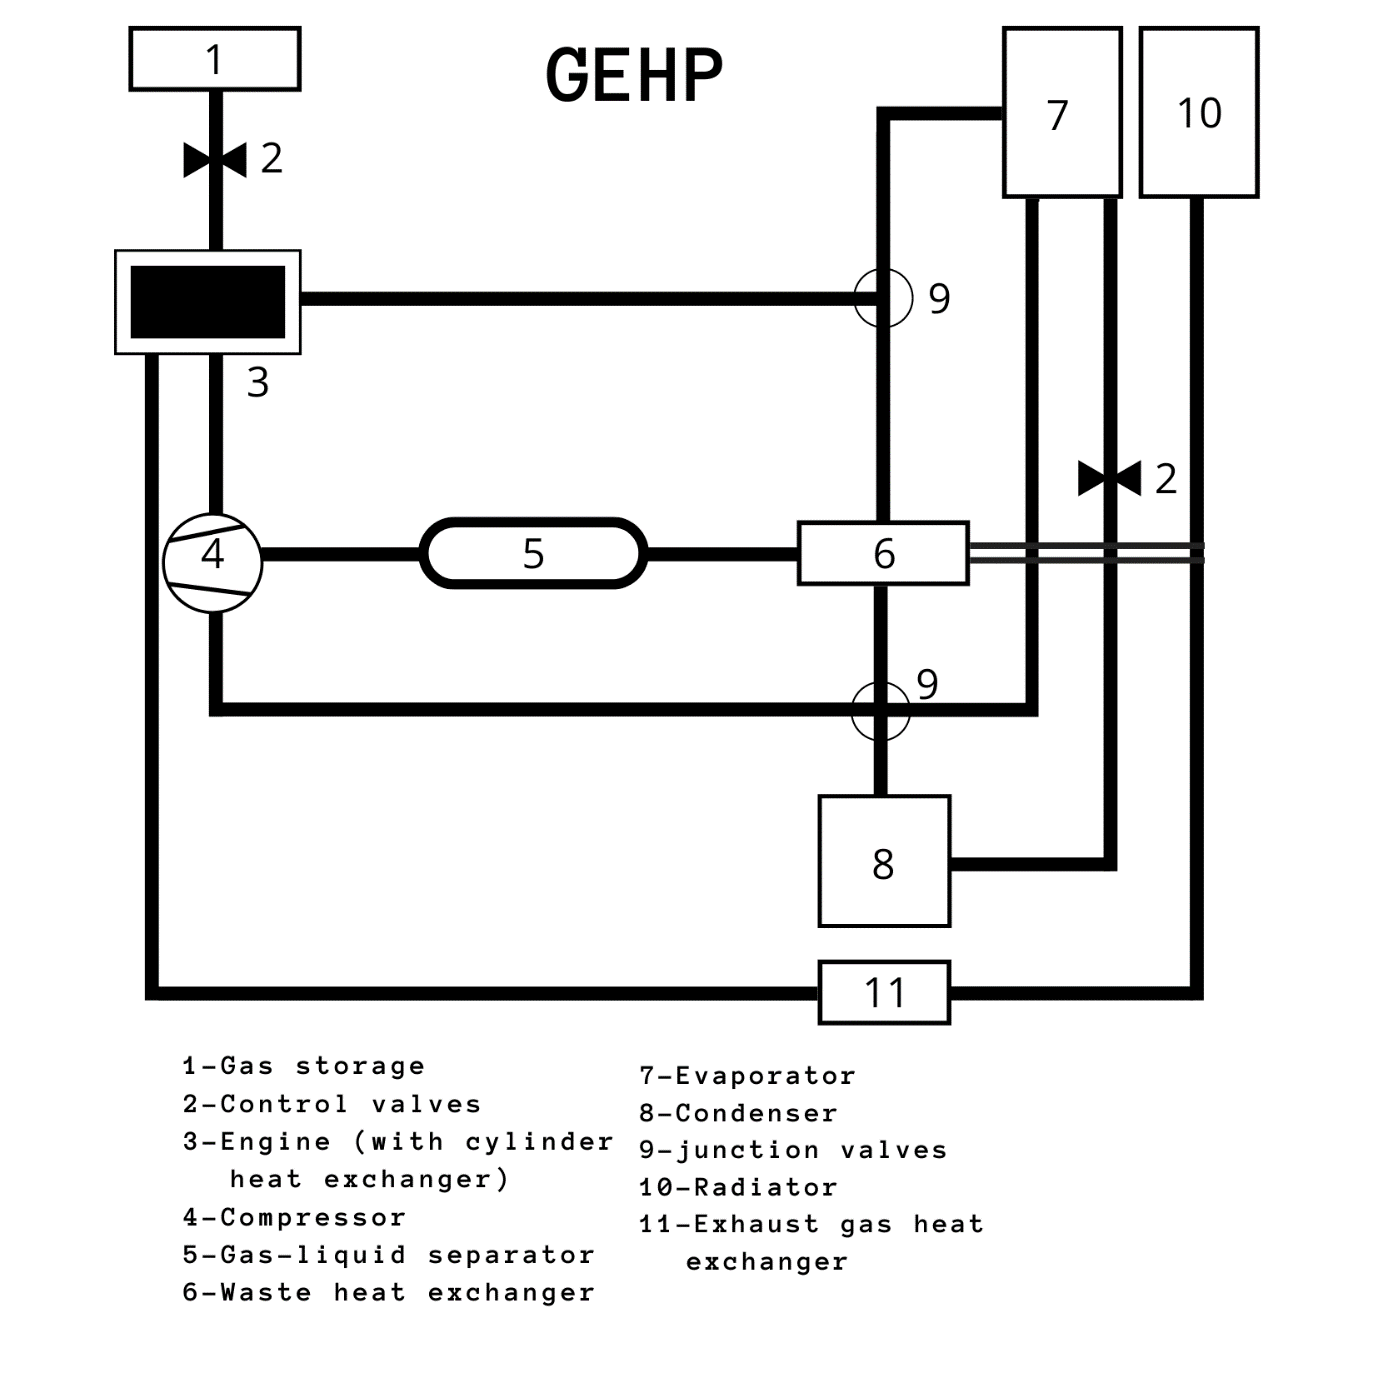 GEHP
1
7
10
2
9
3
2
4
5
6
9
8
11
1-Gas storage
2-Control valves
3-Engine (with cylinder
heat exchanger)
4-Compressor
5-Gas-liquid separator
6-Waste heat exchanger
7-Evaporator
8-Condenser
9-junction valves
10-Radiator
11-Exhaust gas heat
exchanger